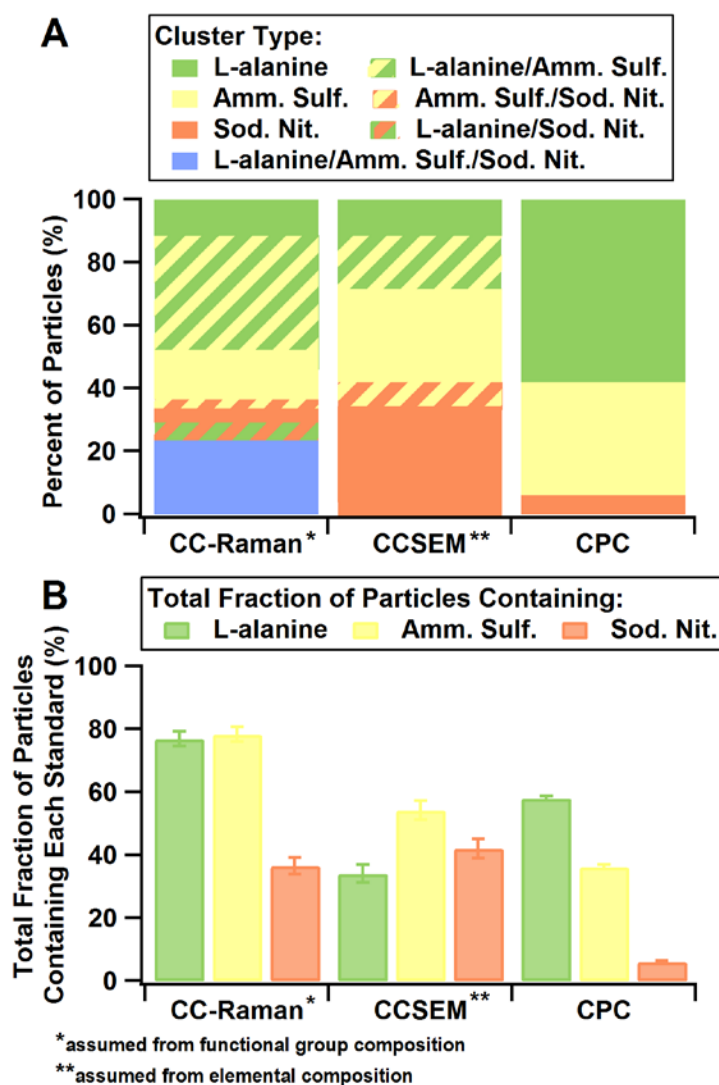 A
Cluster Type:
L-alanine L-alanine/Amm. Sulf.
Amm. Sulf. Amm. Sulf./Sod. Nit.
Sod. Nit. L-alanine/Sod. Nit.
L-alanine/Amm. Sulf./Sod. Nit.
Percent of Particles (%)
100
80
60
40
20
0
CC-Raman* CCSEM** CPC
B
Total Fraction of Particles Containing:
L-alanine Amm. Sulf. Sod. Nit.
Total Fraction of Particles
Containing Each Standard (%)
100
80
60
40
20
0
CC-Raman* CCSEM** CPC
*assumed from functional group composition
**assumed from elemental composition